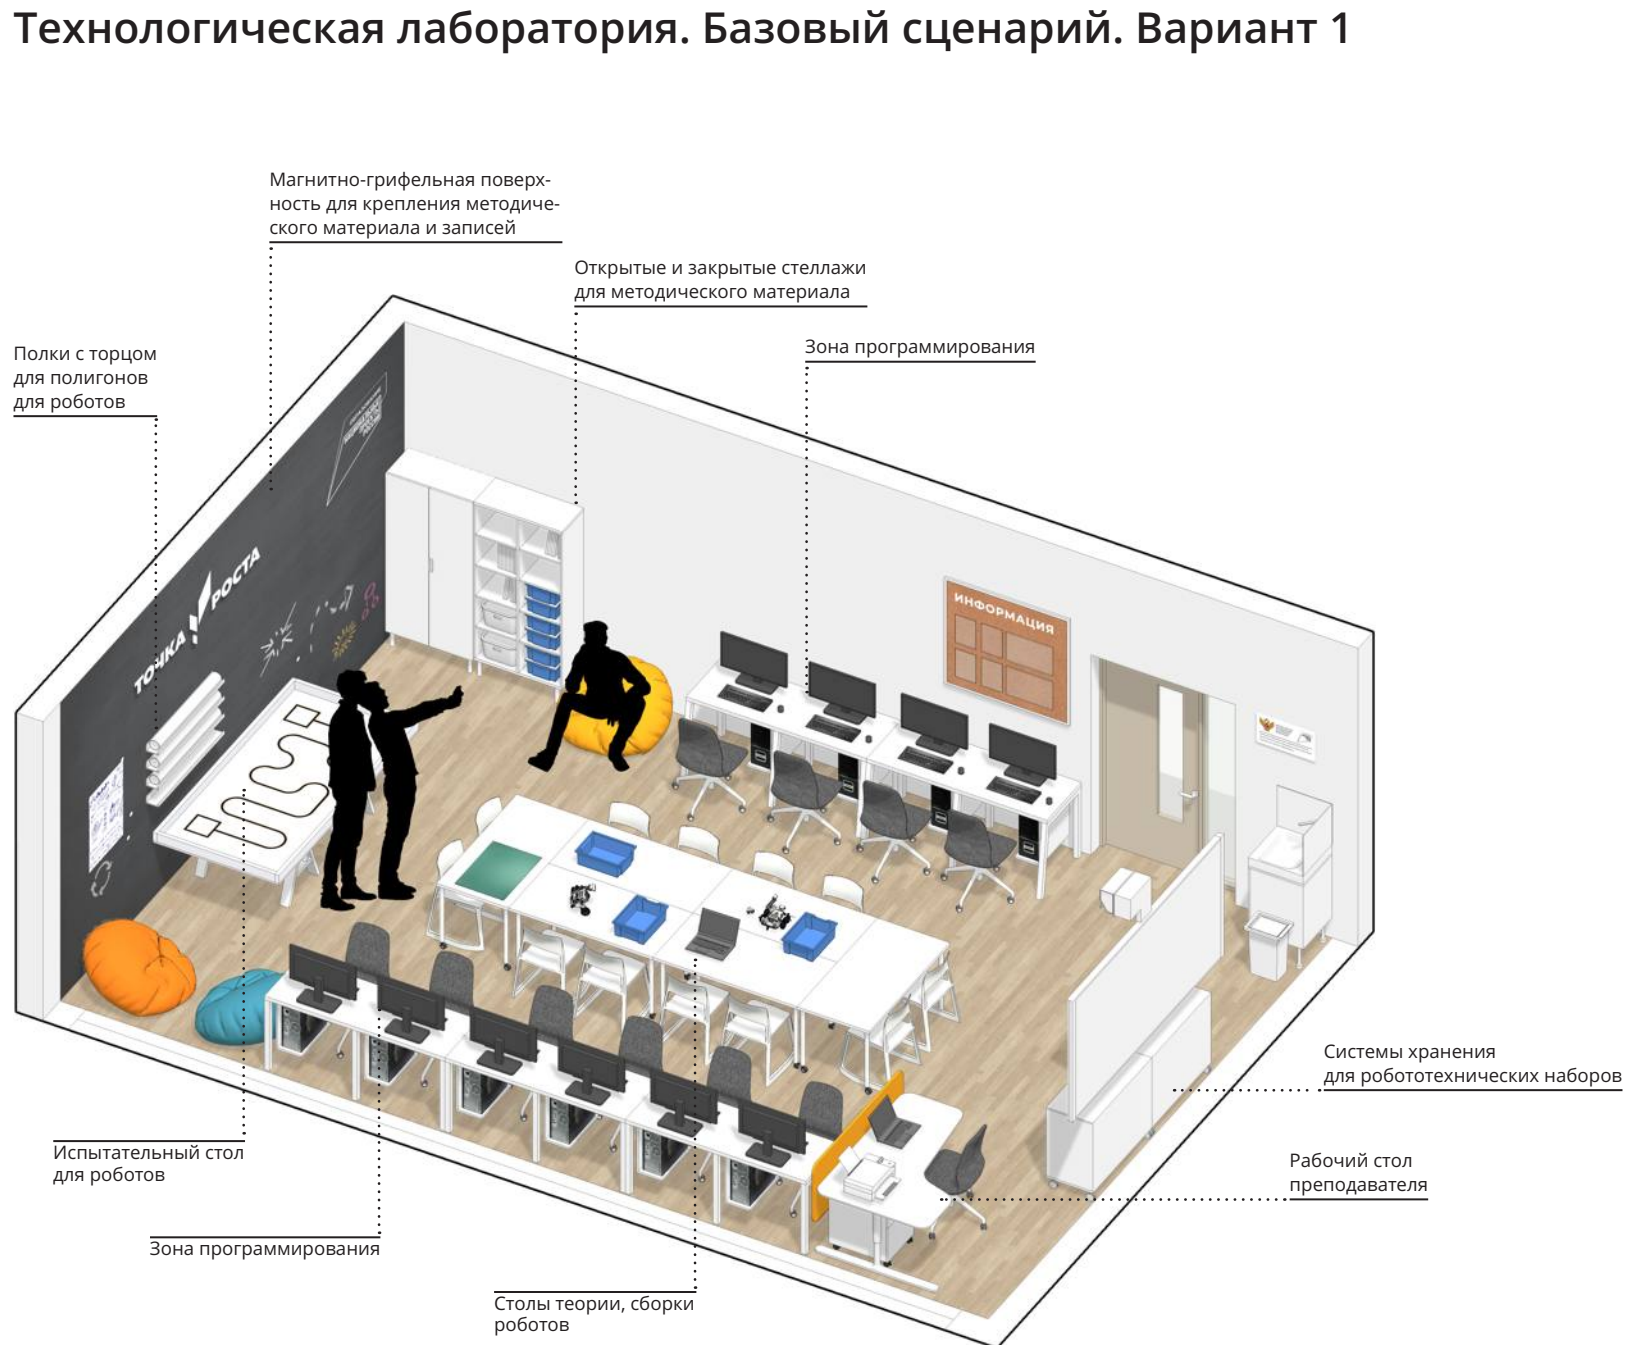 Технологическая лаборатория. Базовый сценарий. Вариант 1
Магнитно-грифельная поверх-
ность для крепления методиче-
ского материала и записей
Открытые и закрытые стеллажи
для методического материала
Зона программирования
Полки с торцом
для полигонов
для роботов
ТОЧКА РОСТА
ИНФОРМАЦИЯ
Системы хранения
для робототехнических наборов
Испытательный стол
для роботов
Рабочий стол
преподавателя
Зона программирования
Столы теории, сборки
роботов